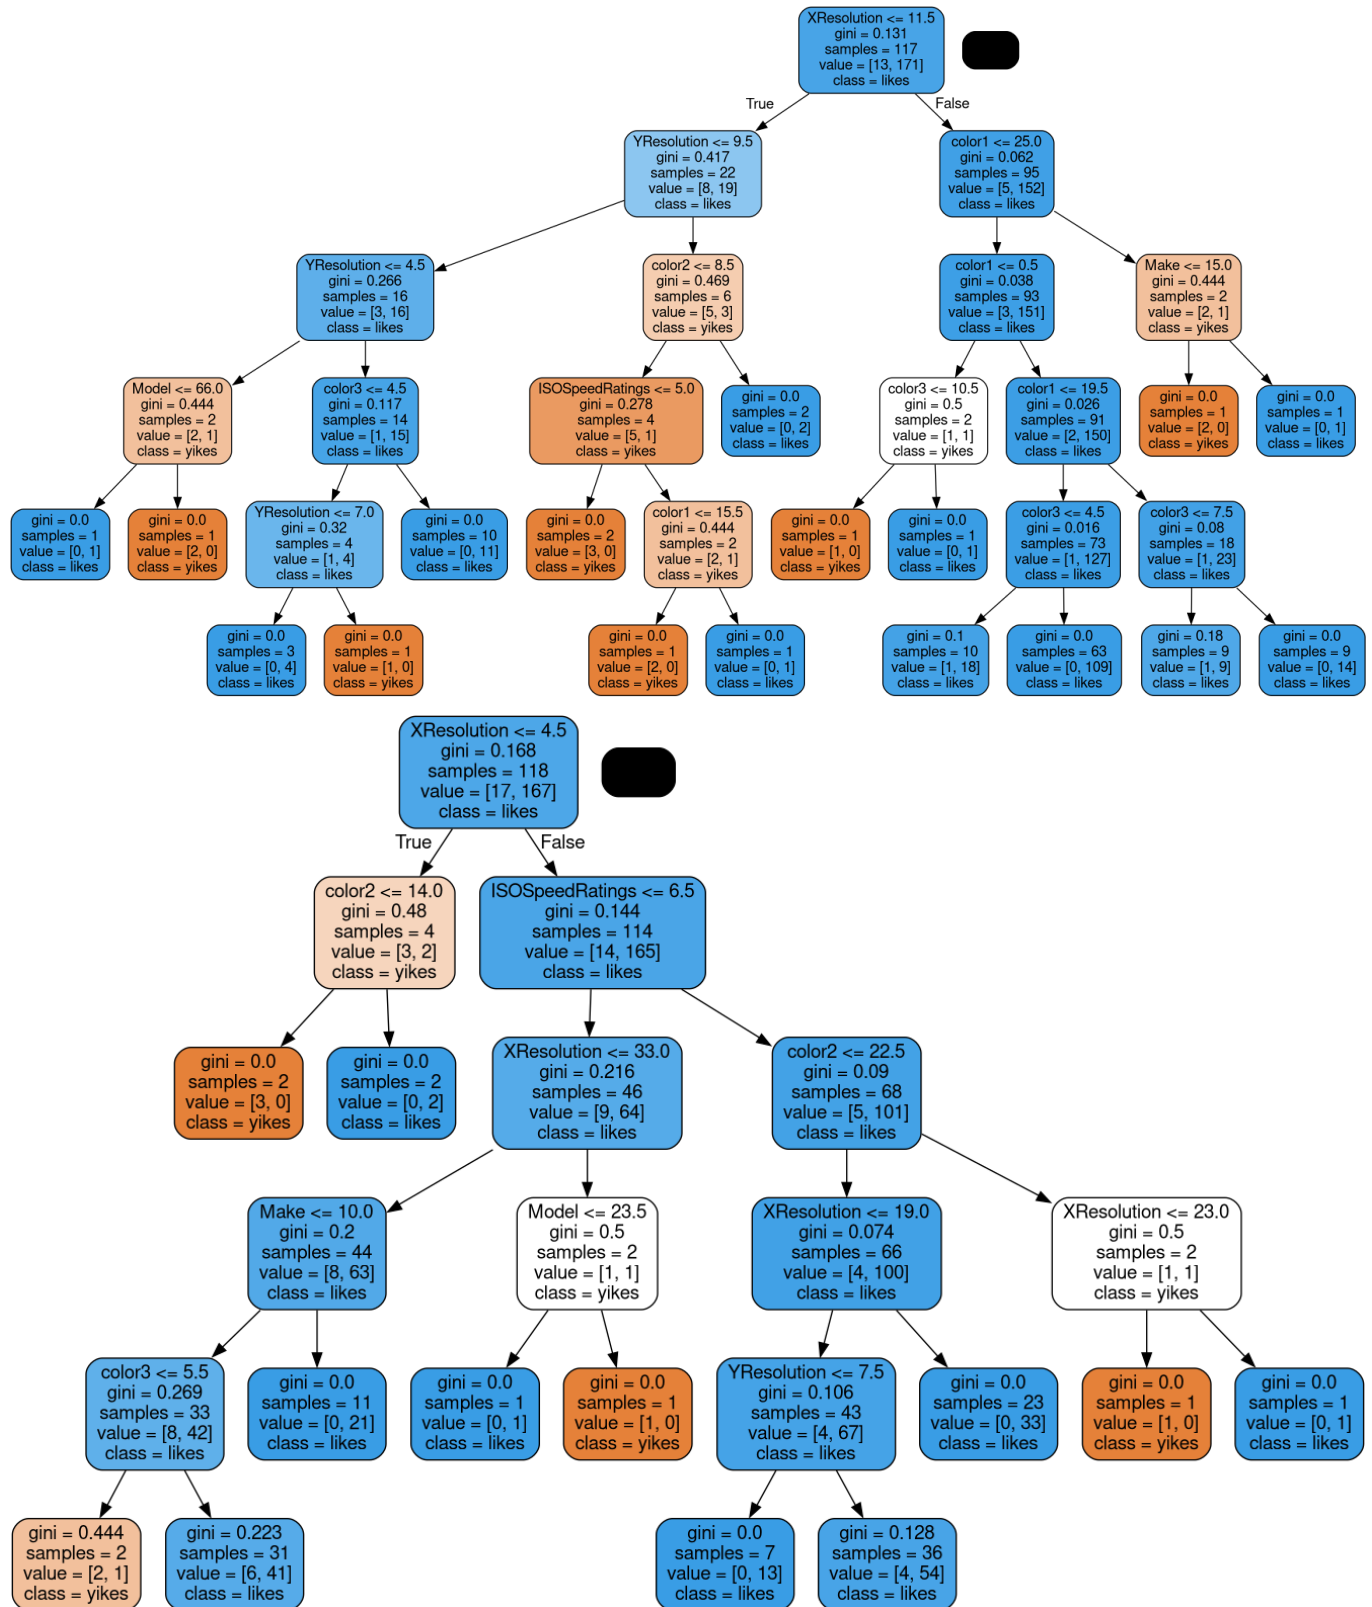 XResolution <= 11.5
gini = 0.131
samples = 117
value = [13, 171]
class = likes
True
False
YResolution <= 9.5
gini = 0.417
samples = 22
value = [8, 19]
class = likes
color1 <= 25.0
gini = 0.062
samples = 95
value = [5, 152]
class = likes
YResolution <= 4.5
gini = 0.266
samples = 16
value = [3, 16]
class = likes
color2 <= 8.5
gini = 0.469
samples = 6
value = [5, 3]
class = yikes
color1 <= 0.5
gini = 0.038
samples = 93
value = [3, 151]
class = likes
Make <= 15.0
gini = 0.444
samples = 2
value = [2, 1]
class = yikes
Model <= 66.0
gini = 0.444
samples = 2
value = [2, 1]
class = yikes
color3 <= 4.5
gini = 0.117
samples = 14
value = [1, 15]
class = likes
ISOSpeedRatings <= 5.0
gini = 0.278
samples = 4
value = [5, 1]
class = yikes
gini = 0.0
samples = 2
value = [0, 2]
class = likes
color3 <= 10.5
gini = 0.5
samples = 2
value = [1, 1]
class = yikes
color1 <= 19.5
gini = 0.026
samples = 91
value = [2, 150]
class = likes
gini = 0.0
samples = 1
value = [2, 0]
class = yikes
gini = 0.0
samples = 1
value = [0, 1]
class = likes
gini = 0.0
samples = 1
value = [0, 1]
class = likes
gini = 0.0
samples = 1
value = [2, 0]
class = yikes
YResolution <= 7.0
gini = 0.32
samples = 4
value = [1, 4]
class = likes
gini = 0.0
samples = 10
value = [0, 11]
class = likes
gini = 0.0
samples = 2
value = [3, 0]
class = yikes
color1 <= 15.5
gini = 0.444
samples = 2
value = [2, 1]
class = yikes
gini = 0.0
samples = 1
value = [1, 0]
class = yikes
gini = 0.0
samples = 1
value = [0, 1]
class = likes
color3 <= 4.5
gini = 0.016
samples = 73
value = [1, 127]
class = likes
color3 <= 7.5
gini = 0.08
samples = 18
value = [1, 23]
class = likes
gini = 0.0
samples = 3
value = [0, 4]
class = likes
gini = 0.0
samples = 1
value = [1, 0]
class = yikes
gini = 0.0
samples = 1
value = [2, 0]
class = yikes
gini = 0.0
samples = 1
value = [0, 1]
class = likes
gini = 0.1
samples = 10
value = [1, 18]
class = likes
gini = 0.0
samples = 63
value = [0, 109]
class = likes
gini = 0.18
samples = 9
value = [1, 9]
class = likes
gini = 0.0
samples = 9
value = [0, 14]
class = likes
XResolution <= 4.5
gini = 0.168
samples = 118
value = [17, 167]
class = likes
True
False
color2 <= 14.0
gini = 0.48
samples = 4
value = [3, 2]
class = yikes
ISOSpeedRatings <= 6.5
gini = 0.144
samples = 114
value = [14, 165]
class = likes
gini = 0.0
samples = 2
value = [3, 0]
class = yikes
gini = 0.0
samples = 2
value = [0, 2]
class = likes
XResolution <= 33.0
gini = 0.216
samples = 46
value = [9, 64]
class = likes
color2 <= 22.5
gini = 0.09
samples = 68
value = [5, 101]
class = likes
Make <= 10.0
gini = 0.2
samples = 44
value = [8, 63]
class = likes
Model <= 23.5
gini = 0.5
samples = 2
value = [1, 1]
class = yikes
XResolution <= 19.0
gini = 0.074
samples = 66
value = [4, 100]
class = likes
XResolution <= 23.0
gini = 0.5
samples = 2
value = [1, 1]
class = yikes
color3 <= 5.5
gini = 0.269
samples = 33
value = [8, 42]
class = likes
gini = 0.0
samples = 11
value = [0, 21]
class = likes
gini = 0.0
samples = 1
value = [0, 1]
class = likes
gini = 0.0
samples = 1
value = [1, 0]
class = yikes
YResolution <= 7.5
gini = 0.106
samples = 43
value = [4, 67]
class = likes
gini = 0.0
samples = 23
value = [0, 33]
class = likes
gini = 0.0
samples = 1
value = [1, 0]
class = yikes
gini = 0.0
samples = 1
value = [0, 1]
class = likes
gini = 0.444
samples = 2
value = [2, 1]
class = yikes
gini = 0.223
samples = 31
value = [6, 41]
class = likes
gini = 0.0
samples = 7
value = [0, 13]
class = likes
gini = 0.128
samples = 36
value = [4, 54]
class = likes